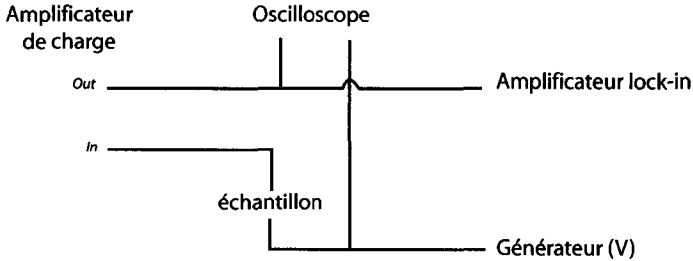 Amplificateur
de charge
Oscilloscope
Out
Amplificateur lock-in
In
échantillon
Générateur (V)